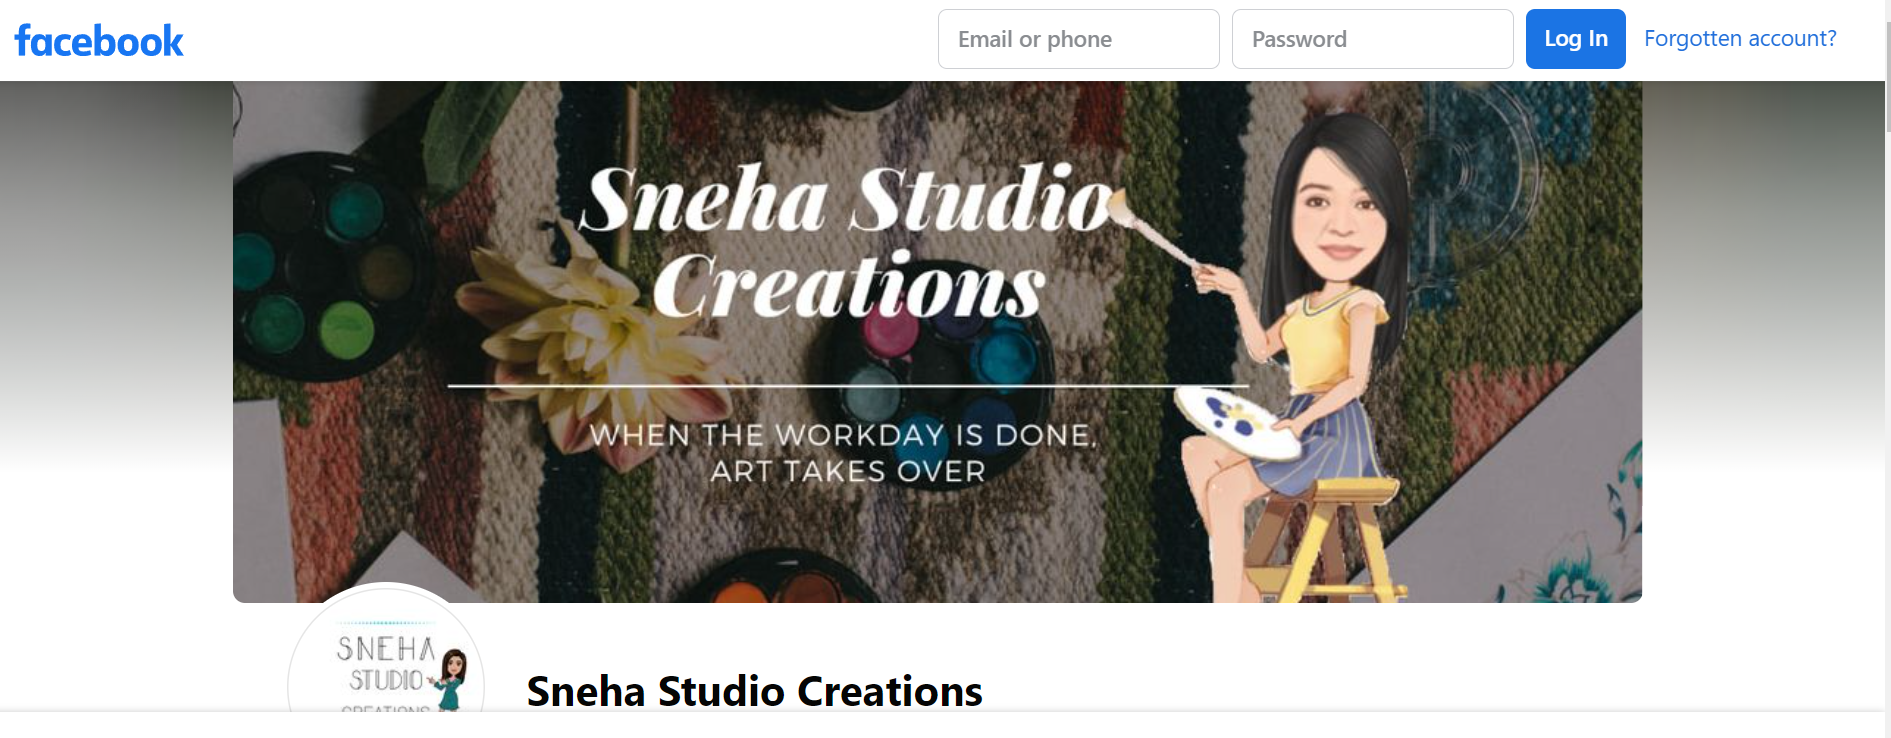 facebook
Email or phone
Password
Log In
Forgotten account?
Sneha Studio
Creations
WHEN THE WORKDAY IS DONE,
ART TAKES OVER
SNEHA
STUDIO
CREATIONS
Sneha Studio Creations